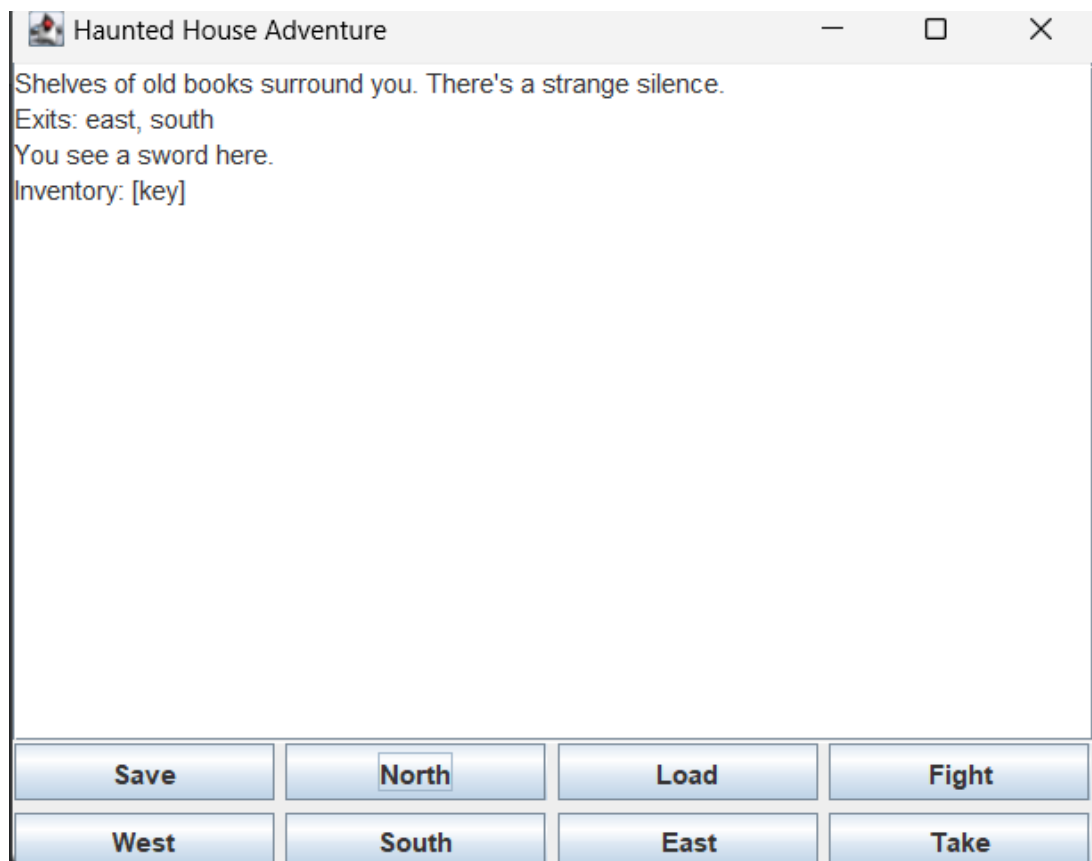 Haunted House Adventure
Shelves of old books surround you. There's a strange silence.
Exits: east, south
You see a sword here.
Inventory: [key]
Save North Load Fight
West South East Take